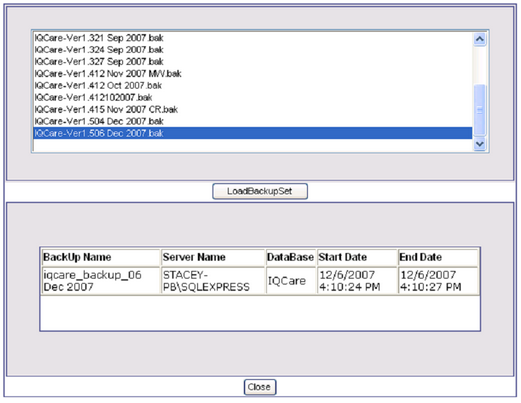 IQCare-Ver1.321 Sep 2007.bak
IQCare-Ver1.324 Sep 2007.bak
IQCare-Ver1.327 Sep 2007.bak
IQCare-Ver1.412 Nov 2007 MW.bak
IQCare-Ver1.412 Oct 2007.bak
IQCare-Ver1.412102007.bak
IQCare-Ver1.415 Nov 2007 CR.bak
IQCare-Ver1.504 Dec 2007.bak
IQCare-Ver1.506 Dec 2007.bak
LoadBackupSet
BackUp Name Server Name DataBase Start Date End Date
iqcare_backup_06 STACEY- IQCare 12/6/2007 12/6/2007
Dec 2007 PB\SQLEXPRESS 4:10:24 PM 4:10:27 PM
Close